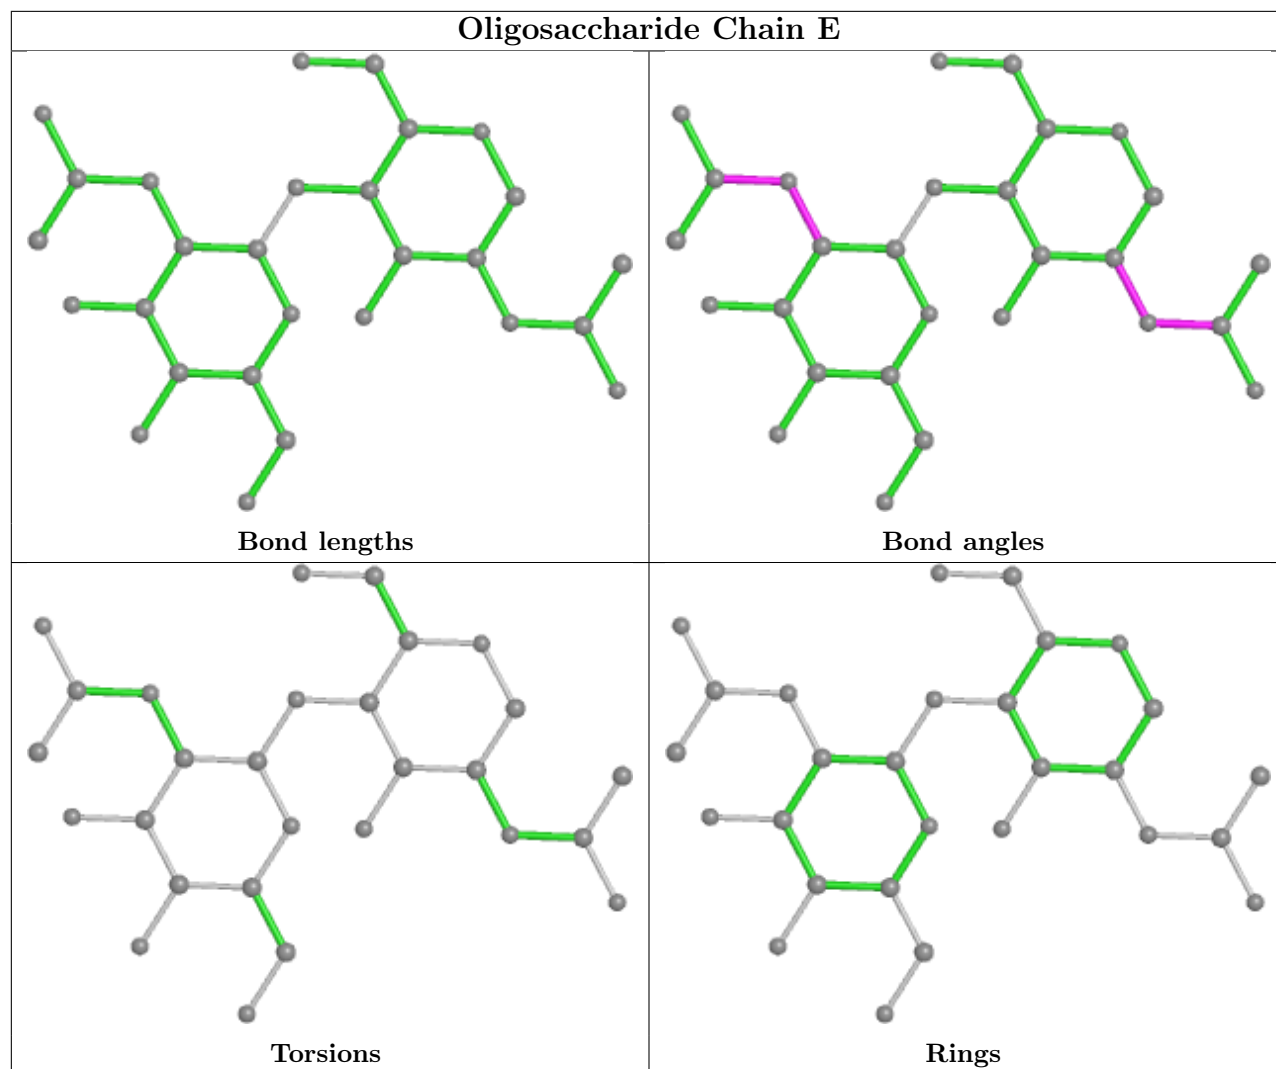 Oligosaccharide Chain E
Bond lengths
Bond angles
Torsions
Rings